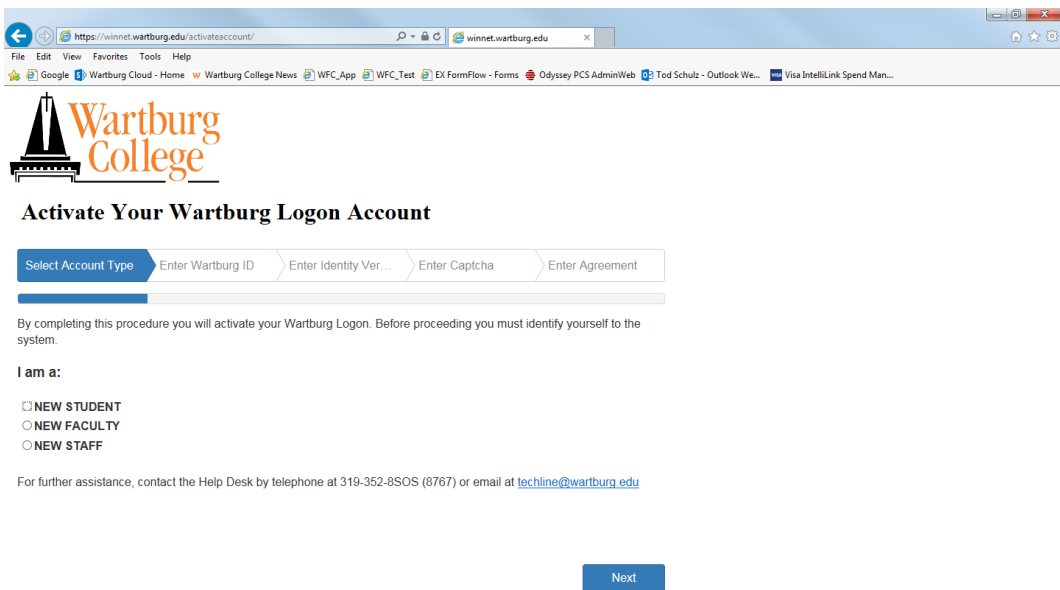 https://winnet.wartburg.edu/activateaccount/
winnet.wartburg.edu
File Edit View Favorites Tools Help
Google Wartburg Cloud - Home Wartburg College News WFC_App WFC_Test EX FormFlow - Forms Odyssey PCS AdminWeb Tod Schulz - Outlook We... Visa IntelliLink Spend Man...
Wartburg
College
Activate Your Wartburg Logon Account
Select Account Type Enter Wartburg ID Enter Identity Ver... Enter Captcha Enter Agreement
By completing this procedure you will activate your Wartburg Logon. Before proceeding you must identify yourself to the
system.
I am a:
NEW STUDENT
NEW FACULTY
NEW STAFF
For further assistance, contact the Help Desk by telephone at 319-352-8SOS (8767) or email at techline@wartburg.edu
Next